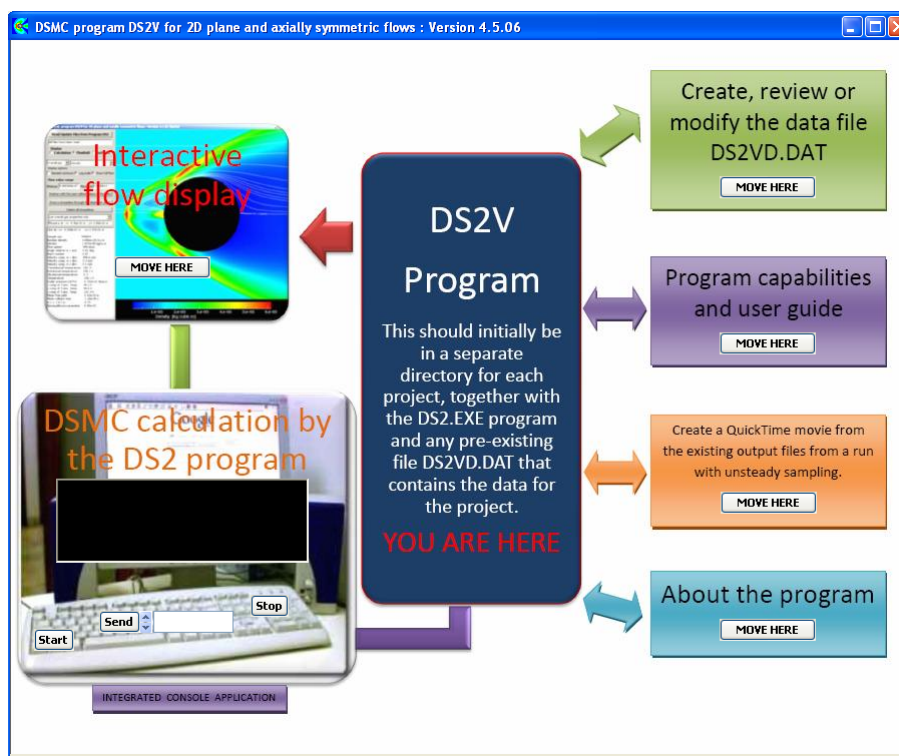 DSMC program DS2V for 2D plane and axially symmetric flows : Version 4.5.06
Interactive
flow display
MOVE HERE
DSMC calculation by
the DS2 program
Start
Send
Stop
INTEGRATED CONSOLE APPLICATION
DS2V
Program
This should initially be
in a separate
directory for each
project, together with
the DS2.EXE program
and any pre-existing
file DS2VD.DAT that
contains the data for
the project.
YOU ARE HERE
Create, review or
modify the data file
DS2VD.DAT
MOVE HERE
Program capabilities
and user guide
MOVE HERE
Create a QuickTime movie from
the existing output files from a run
with unsteady sampling.
MOVE HERE
About the program
MOVE HERE